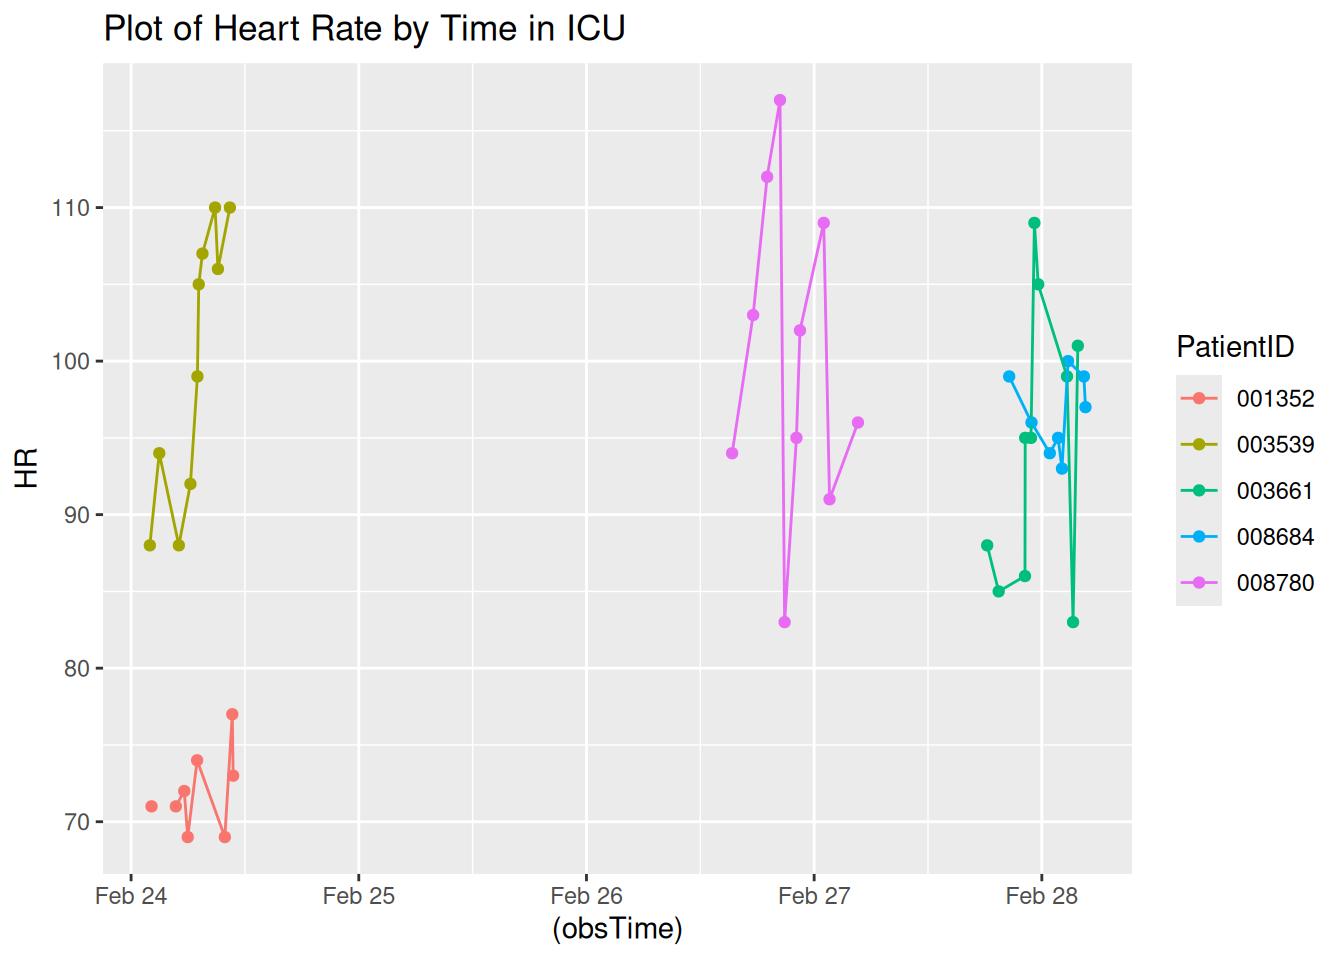 Plot of Heart Rate by Time in ICU
HR
110
100
90
80
70
Feb 24
Feb 25
Feb 26
Feb 27
Feb 28
(obsTime)
PatientID
001352
003539
003661
008684
008780